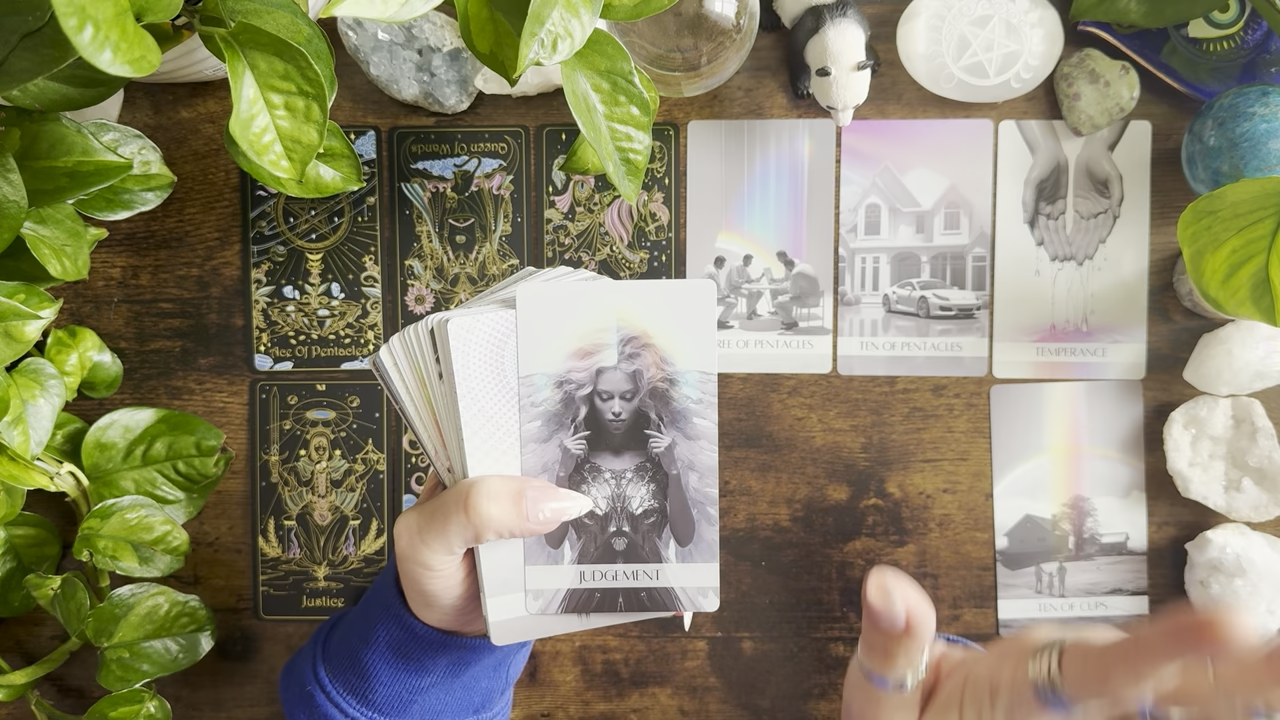 Queen Of Wands
Ace Of Pentacles
REE OF PENTACLES
TEN OF PENTACLES
TEMPERANCE
JUDGEMENT
Justice
TEN OF CUPS